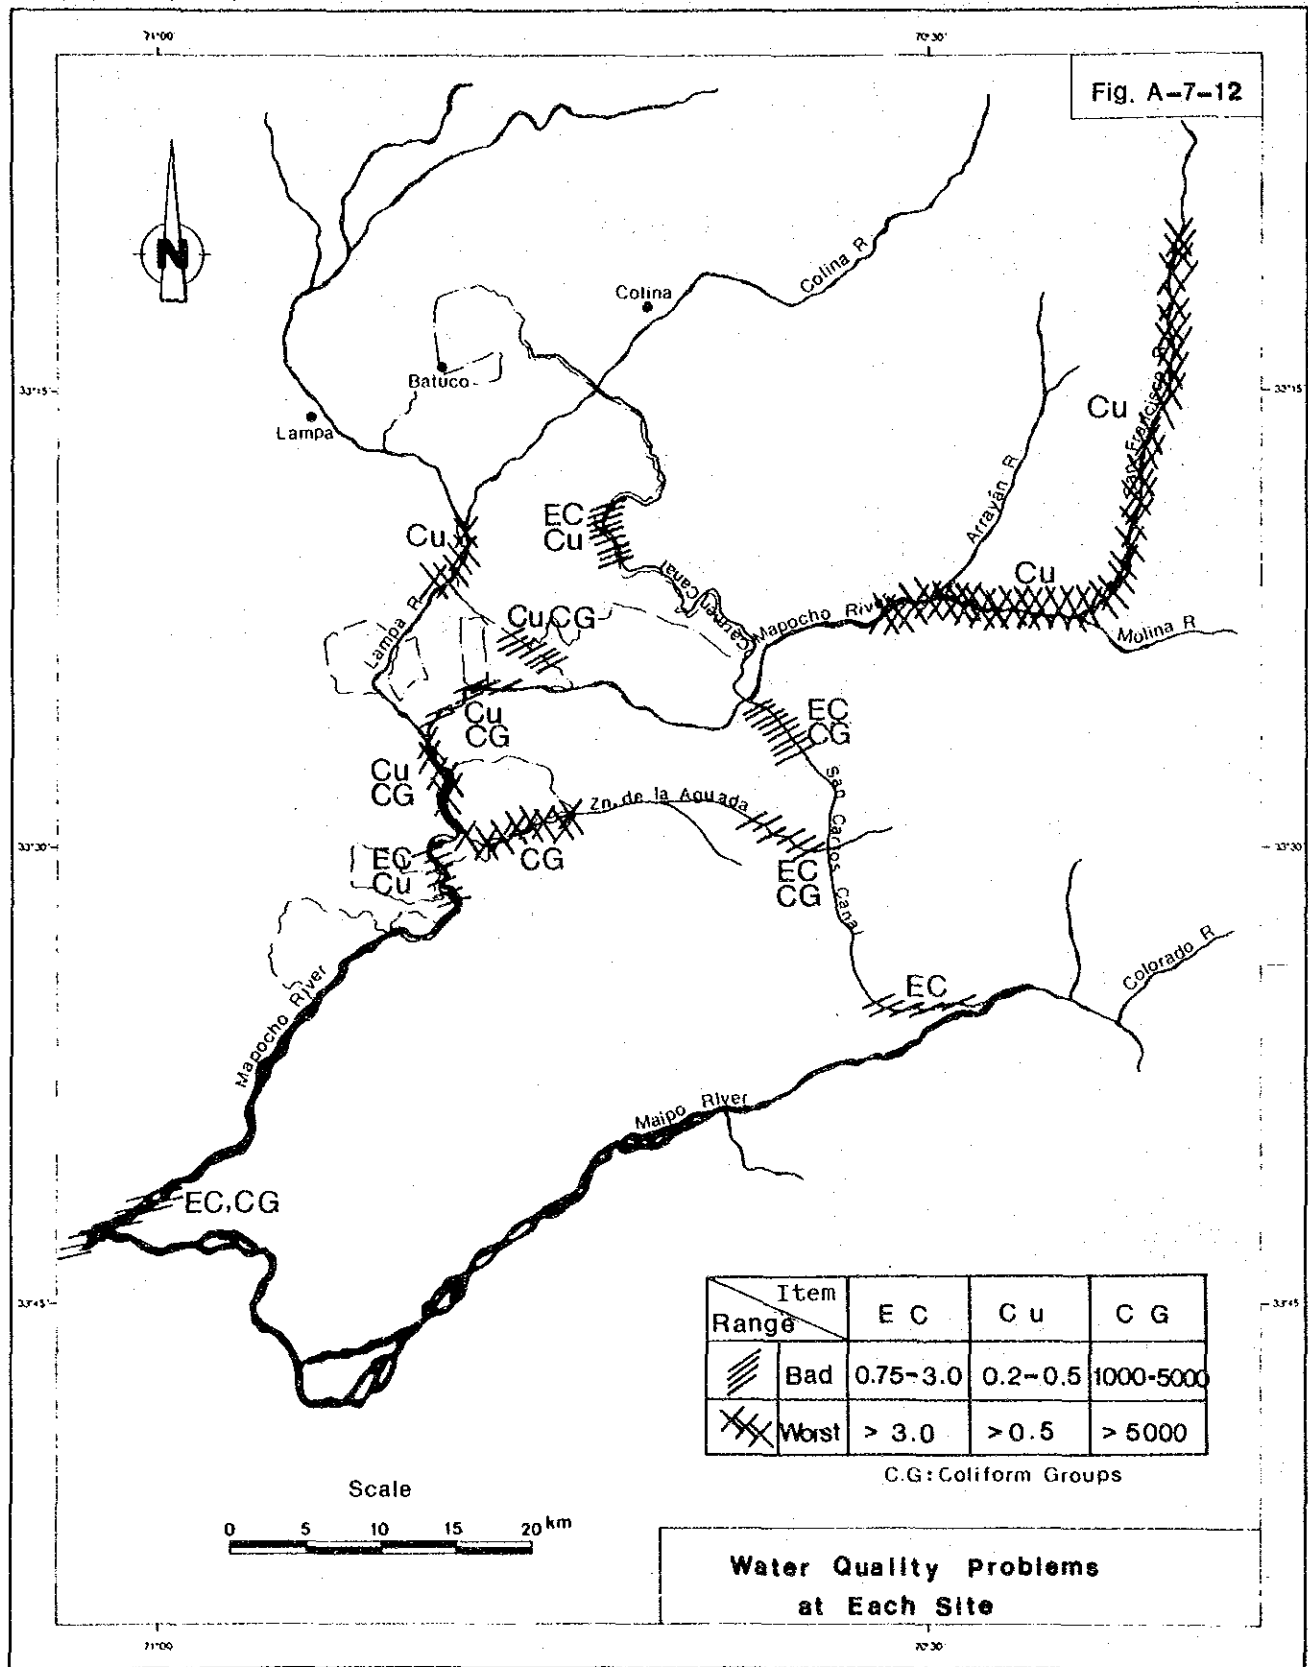 71°00'
70°30'
Fig. A-7-12
N
Colina R
Colina
Batuco
Lampa
33°15'
33°15'
San Francisco R
Cu
Arrayán R
EC
Cu
Cu
Carmen Canal
Cu
Mapocho River
Molina R
Cu,CG
Lampa R
Cu
CG
EC
CG
Cu
CG
San Carlos Canal
Zn. de la Aguada
33°30'
33°30'
CG
EC
Cu
EC
CG
Colorado R
EC
Mapocho River
Maipo River
EC,CG
33°45'
33°45'
Item
Range
E C
C u
C G
Bad 0.75-3.0 0.2-0.5 1000-5000
Worst > 3.0 >0.5 > 5000
C.G:Coliform Groups
Scale
0 5 10 15 20 km
Water Quality Problems
at Each Site
71°00'
70°30'